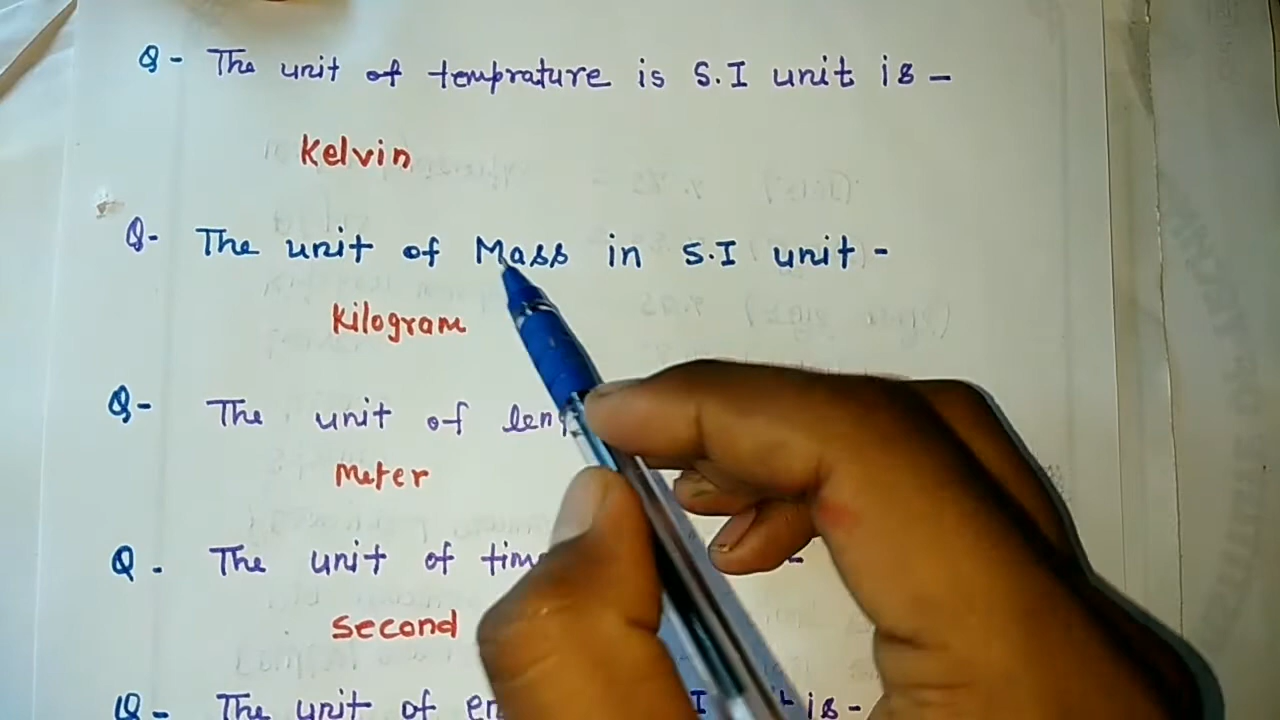 Q- The unit of temprature is S.I unit is -
Kelvin
Q- The unit of Mass in S.I unit -
Kilogram
Q- The unit of
Meter
Q. The unit of -
Second
Q- The unit of is -